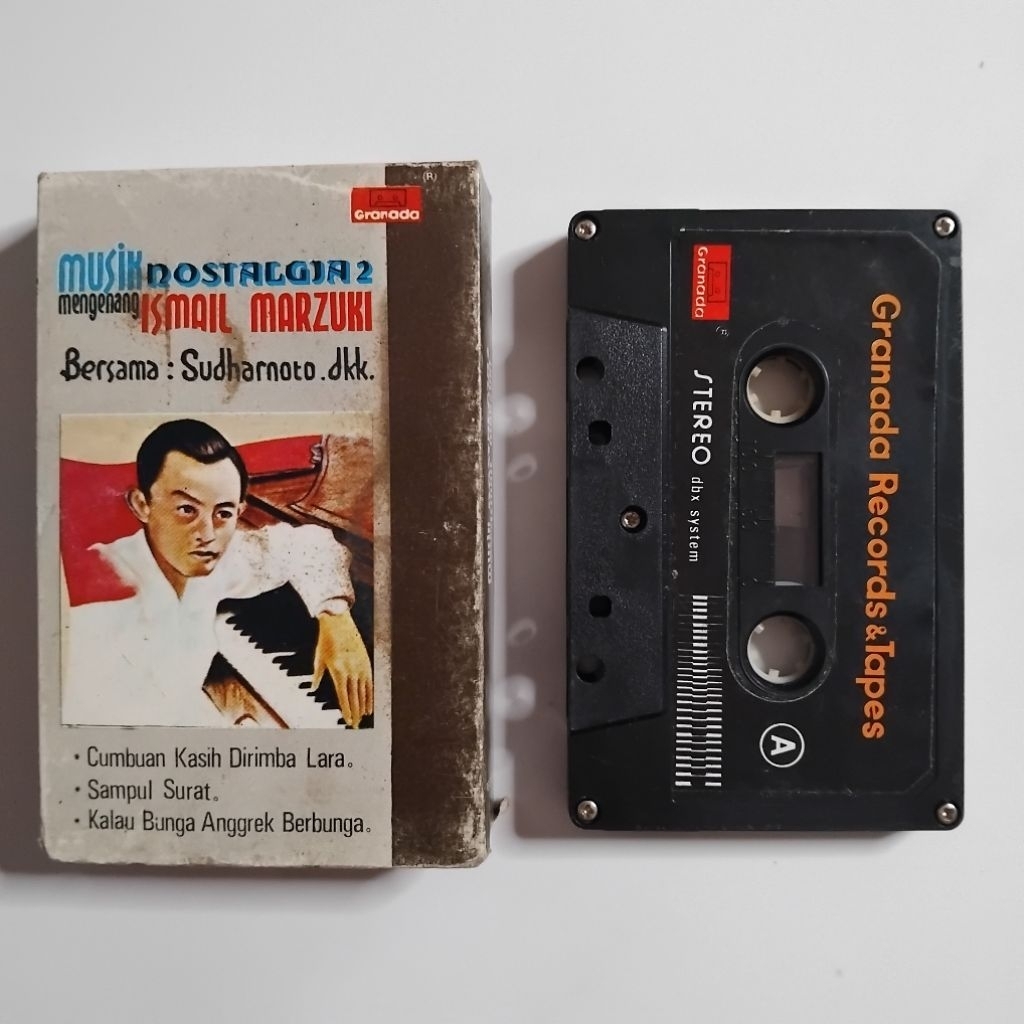 (R)
Granada
MUSIK NOSTALGIA 2
mengenang ISMAIL MARZUKI
Bersama : Sudharnoto . dkk.
• Cumbuan Kasih Dirimba Lara.
• Sampul Surat.
• Kalau Bunga Anggrek Berbunga.
Granada
(R)
STEREO dbx system
Granada Records & Tapes
A